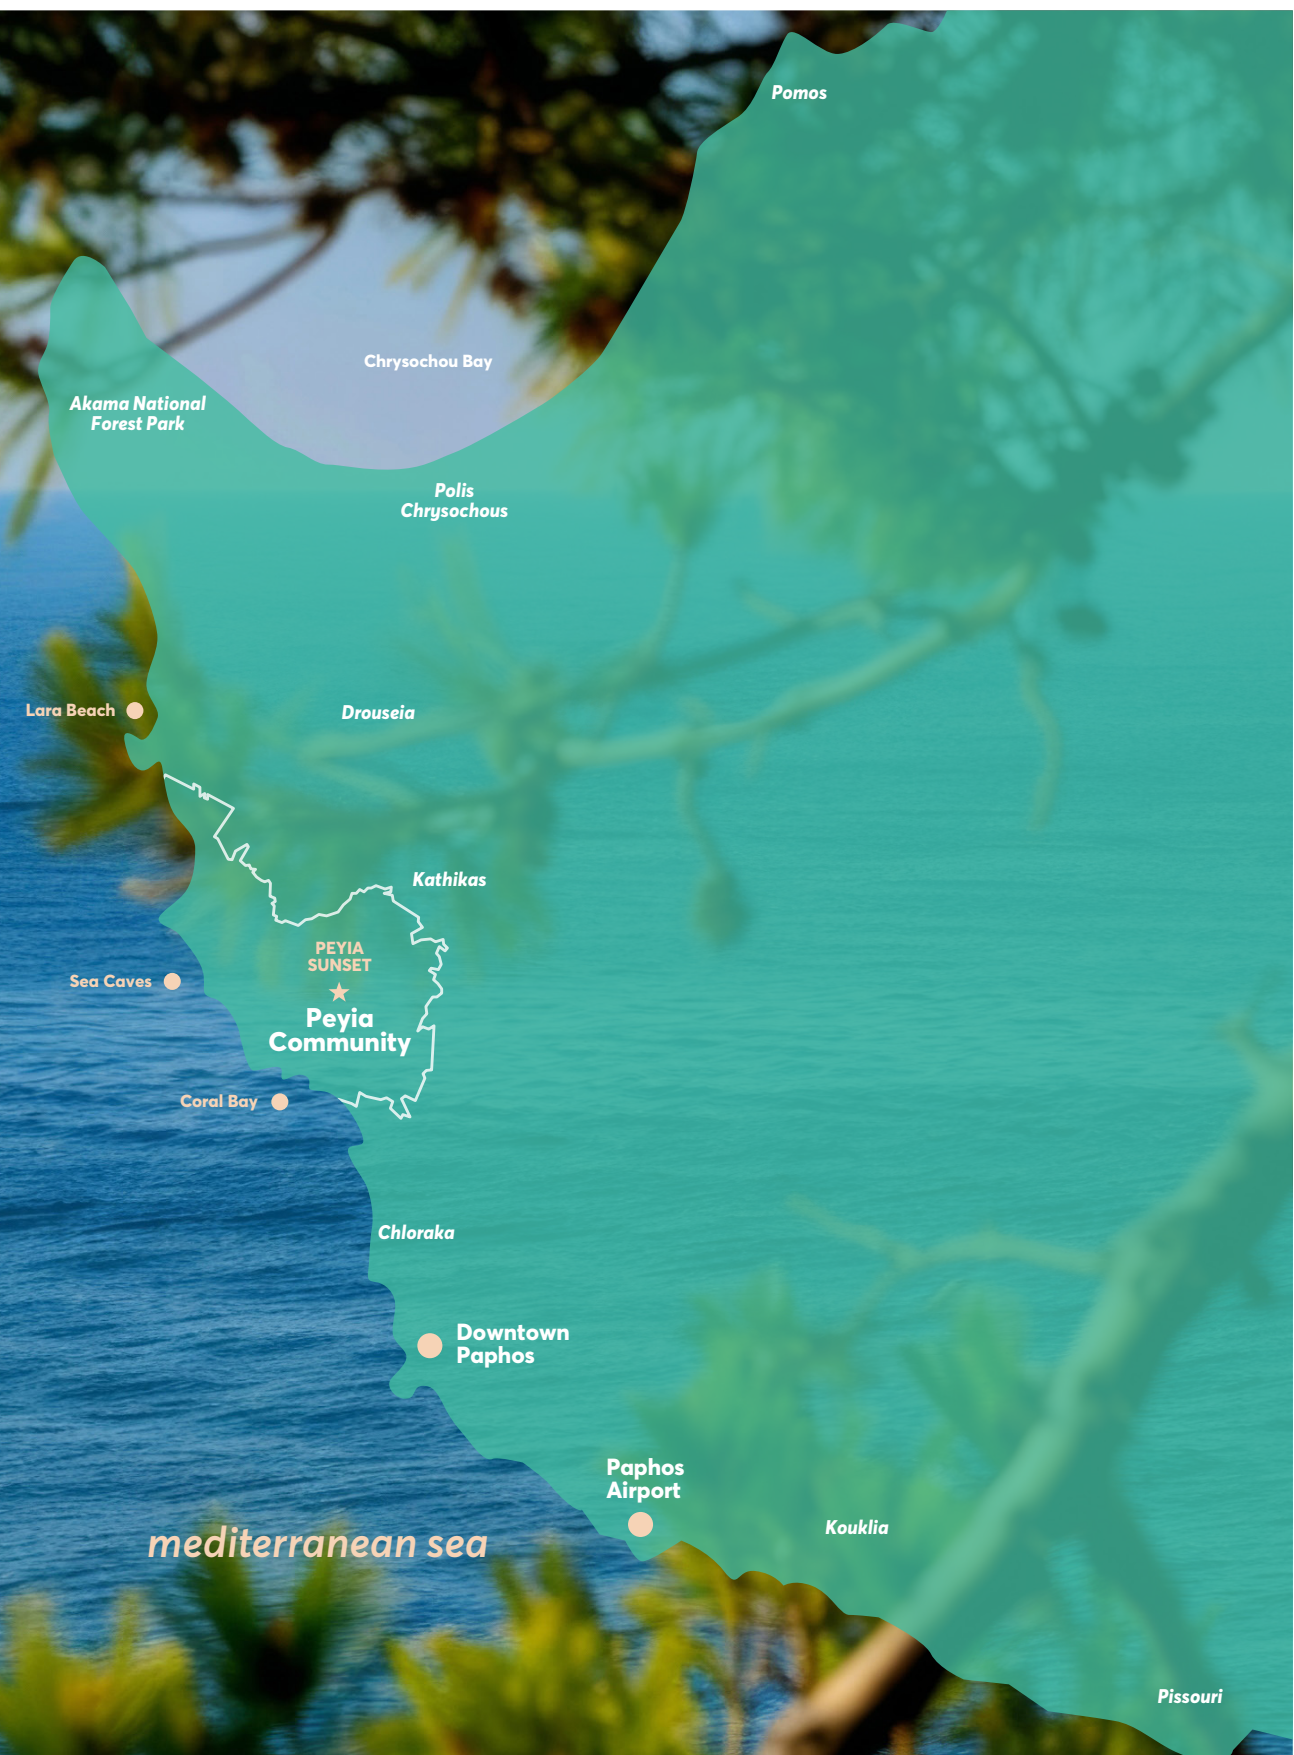 Pomos
Chrysochou Bay
Akama National
Forest Park
Polis
Chrysochous
Lara Beach
Drouseia
Kathikas
PEYIA
SUNSET
Sea Caves
Peyia
Community
Coral Bay
Chloraka
Downtown
Paphos
Paphos
Airport
Kouklia
mediterranean sea
Pissouri